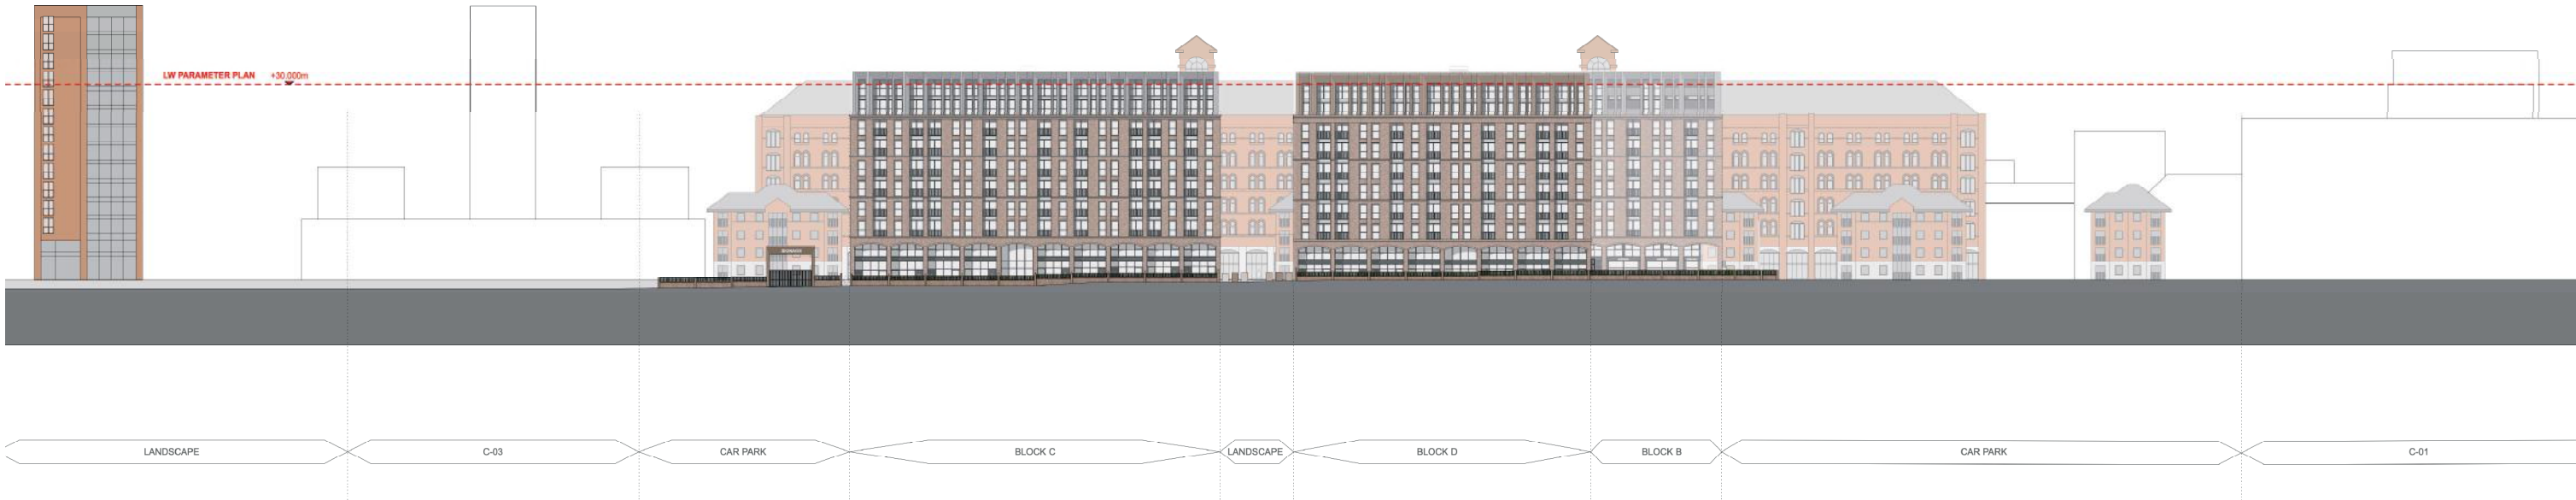 LW PARAMETER PLAN +30.000m
LANDSCAPE
C-03
CAR PARK
BLOCK C
LANDSCAPE
BLOCK D
BLOCK B
CAR PARK
C-01